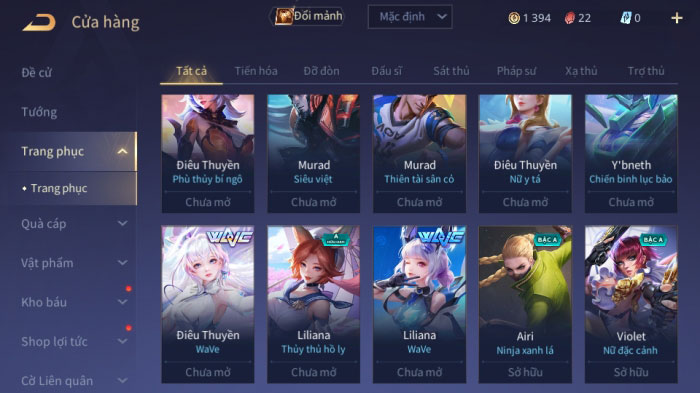 Cửa hàng
Đổi mảnh
Mặc định
1 394
22
0
+
Đề cử
Tướng
Trang phục
Trang phục
Quà cáp
Vật phẩm
Kho báu
Shop lợi tức
Cờ Liên quân
Tất cả Tiến hóa Đỡ đòn Đấu sĩ Sát thủ Pháp sư Xạ thủ Trợ thủ
Điêu Thuyền
Phù thủy bí ngô
Chưa mở
Murad
Siêu việt
Chưa mở
Murad
Thiên tài sân cỏ
Chưa mở
Điêu Thuyền
Nữ y tá
Chưa mở
Y'bneth
Chiến binh lục bảo
Chưa mở
WAVE
Điêu Thuyền
WaVe
Chưa mở
A
Liliana
Thủy thủ hồ ly
Chưa mở
WAVE
Liliana
WaVe
Chưa mở
BẬC A
Airi
Ninja xanh lá
Sở hữu
BẬC A
Violet
Nữ đặc cảnh
Sở hữu